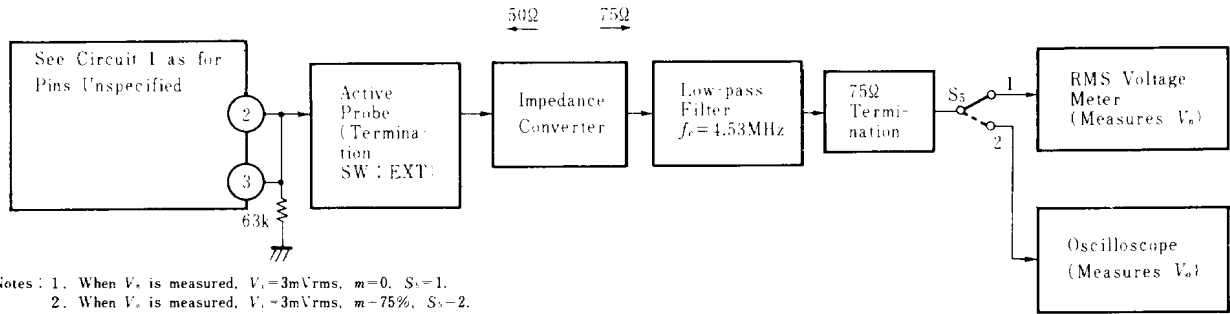 50Ω
75Ω
See Circuit 1 as for
Pins Unspecified
2
3
63k
Active
Probe
(Termina-
tion
SW : EXT)
Impedance
Converter
Low-pass
Filter
fc=4.53MHz
75Ω
Termi-
nation
S5
1
2
RMS Voltage
Meter
(Measures Vn)
Oscilloscope
(Measures Vo)
Notes : 1. When Vn is measured, Vi=3mVrms, m=0, S5=1.
2. When Vo is measured, Vi=3mVrms, m=75%, S5=2.